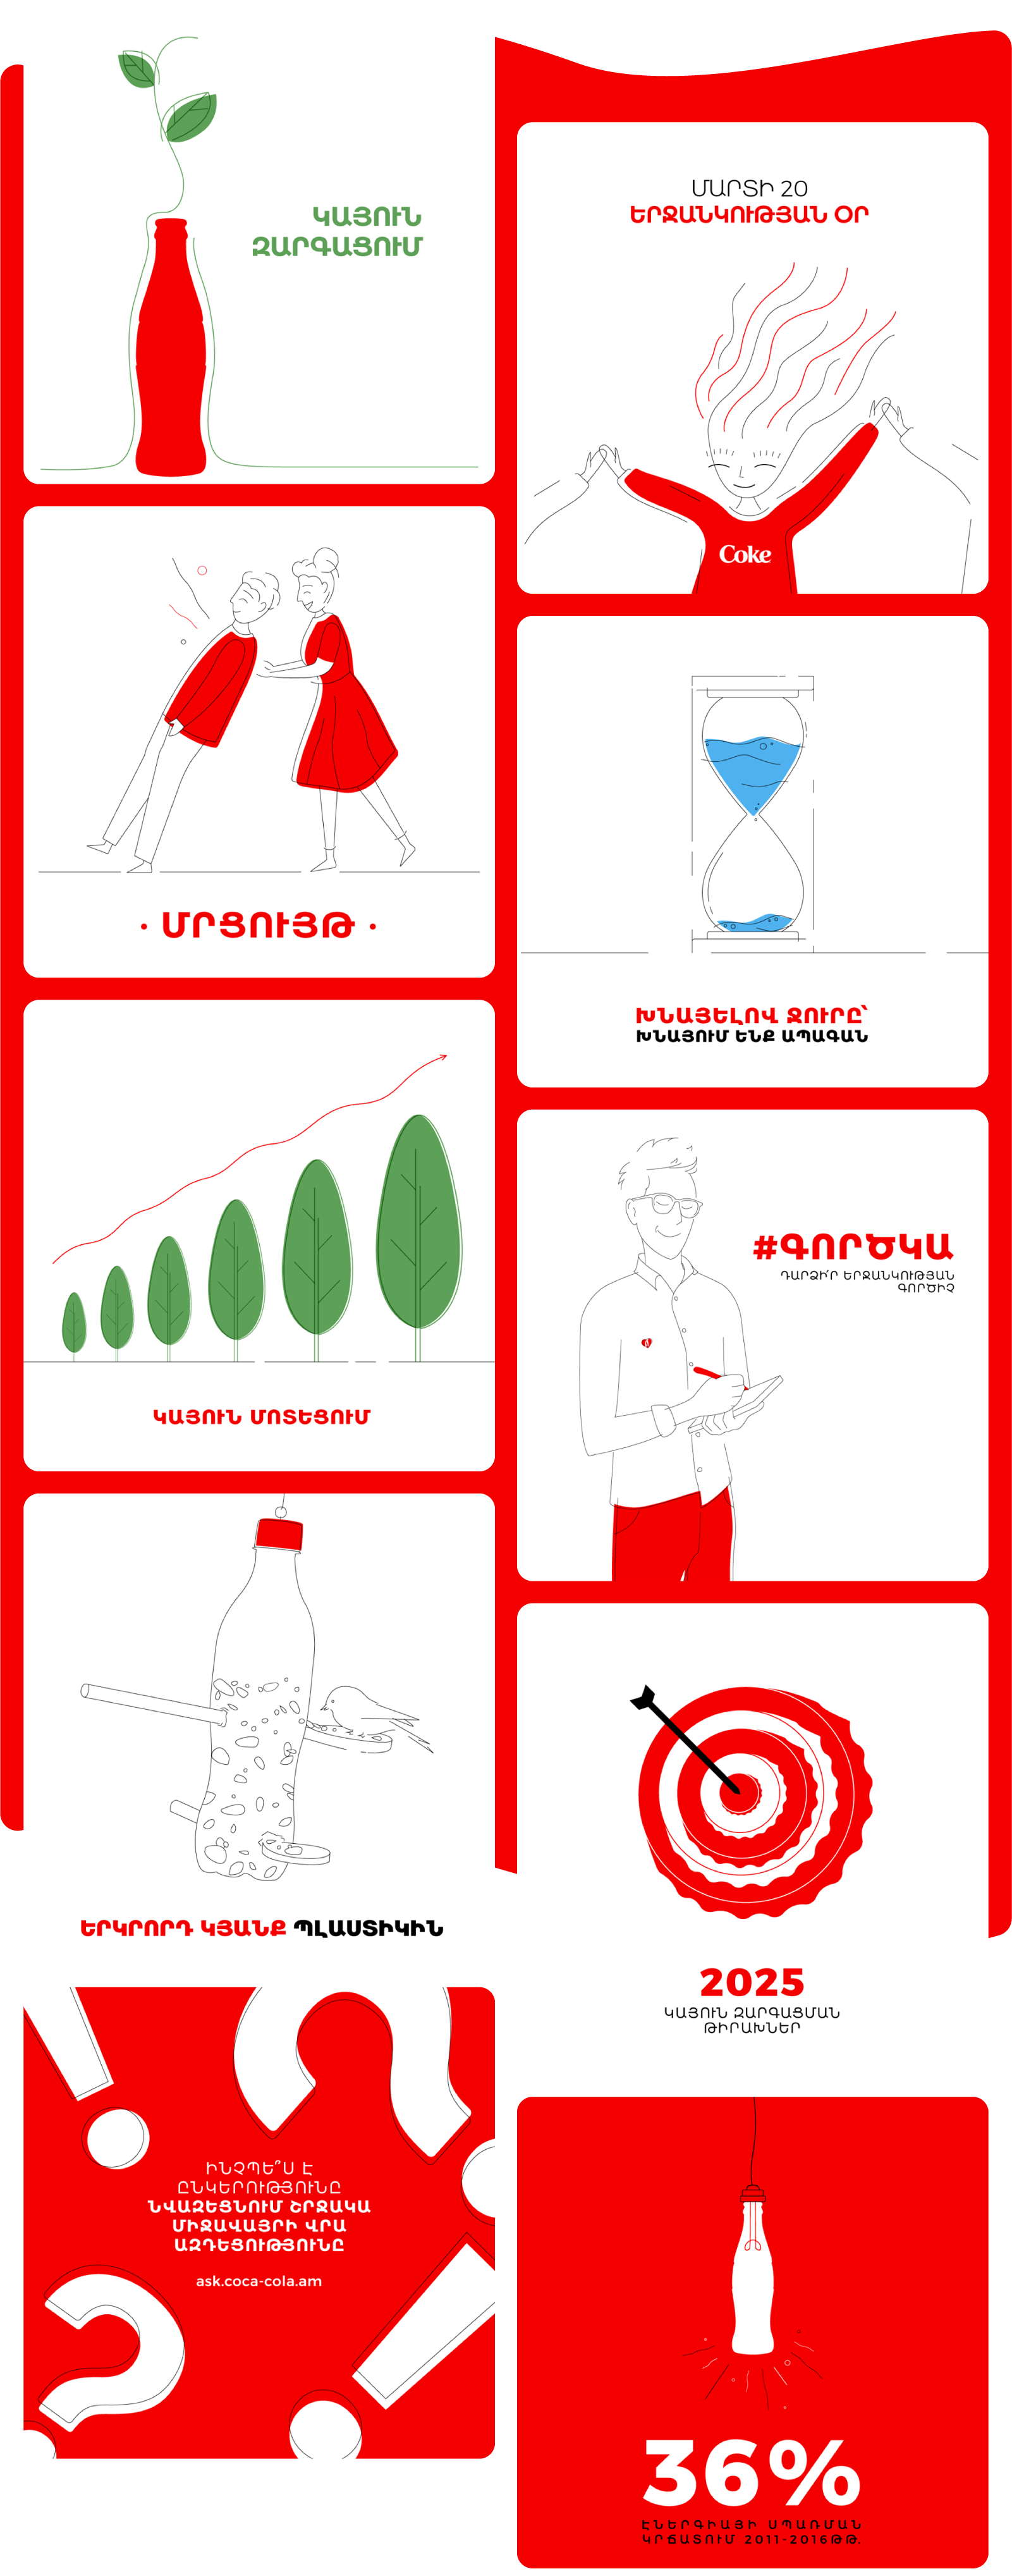 ԿԱՅՈՒՆ
ԶԱՐԳԱՑՈՒՄ
ՄԱՐՏԻ 20
ԵՐՋԱՆԿՈՒԹՅԱՆ ՕՐ
Coke
• ՄՐՑՈՒՅԹ •
ԽՆԱՅԵԼՈՎ ՋՈՒՐԸ՝
ԽՆԱՅՈՒՄ ԵՆՔ ԱՊԱԳԱՆ
ԿԱՅՈՒՆ ՄՈՏԵՑՈՒՄ
#ԳՈՐԾԿԱ
ԴԱՐՁԻ՛Ր ԵՐՋԱՆԿՈՒԹՅԱՆ
ԳՈՐԾԻՉ
ԵՐԿՐՈՐԴ ԿՅԱՆՔ ՊԼԱՍՏԻԿԻՆ
2025
ԿԱՅՈՒՆ ԶԱՐԳԱՑՄԱՆ
ԹԻՐԱԽՆԵՐ
ԻՆՉՊԵ՞Ս Է
ԸՆԿԵՐՈՒԹՅՈՒՆԸ
ՆՎԱԶԵՑՆՈՒՄ ՇՐՋԱԿԱ
ՄԻՋԱՎԱՅՐԻ ՎՐԱ
ԱԶԴԵՑՈՒԹՅՈՒՆԸ
ask.coca-cola.am
36%
ԷՆԵՐԳԻԱՅԻ ՍՊԱՌՄԱՆ
ԿՐՃԱՏՈՒՄ 2011-2016ԹԹ.